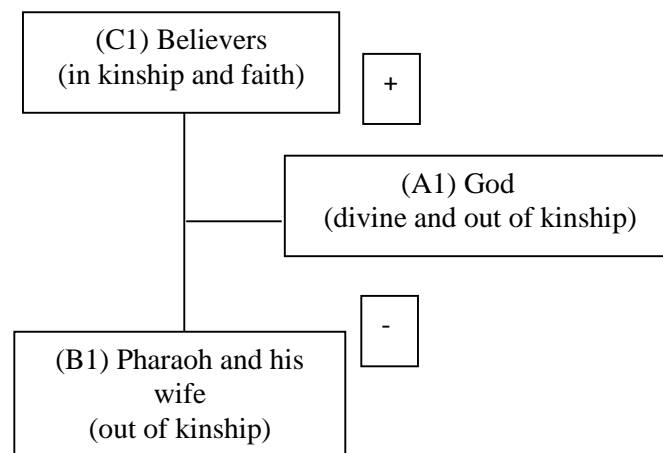 (C1) Believers
(in kinship and faith)
+
(A1) God
(divine and out of kinship)
-
(B1) Pharaoh and his
wife
(out of kinship)